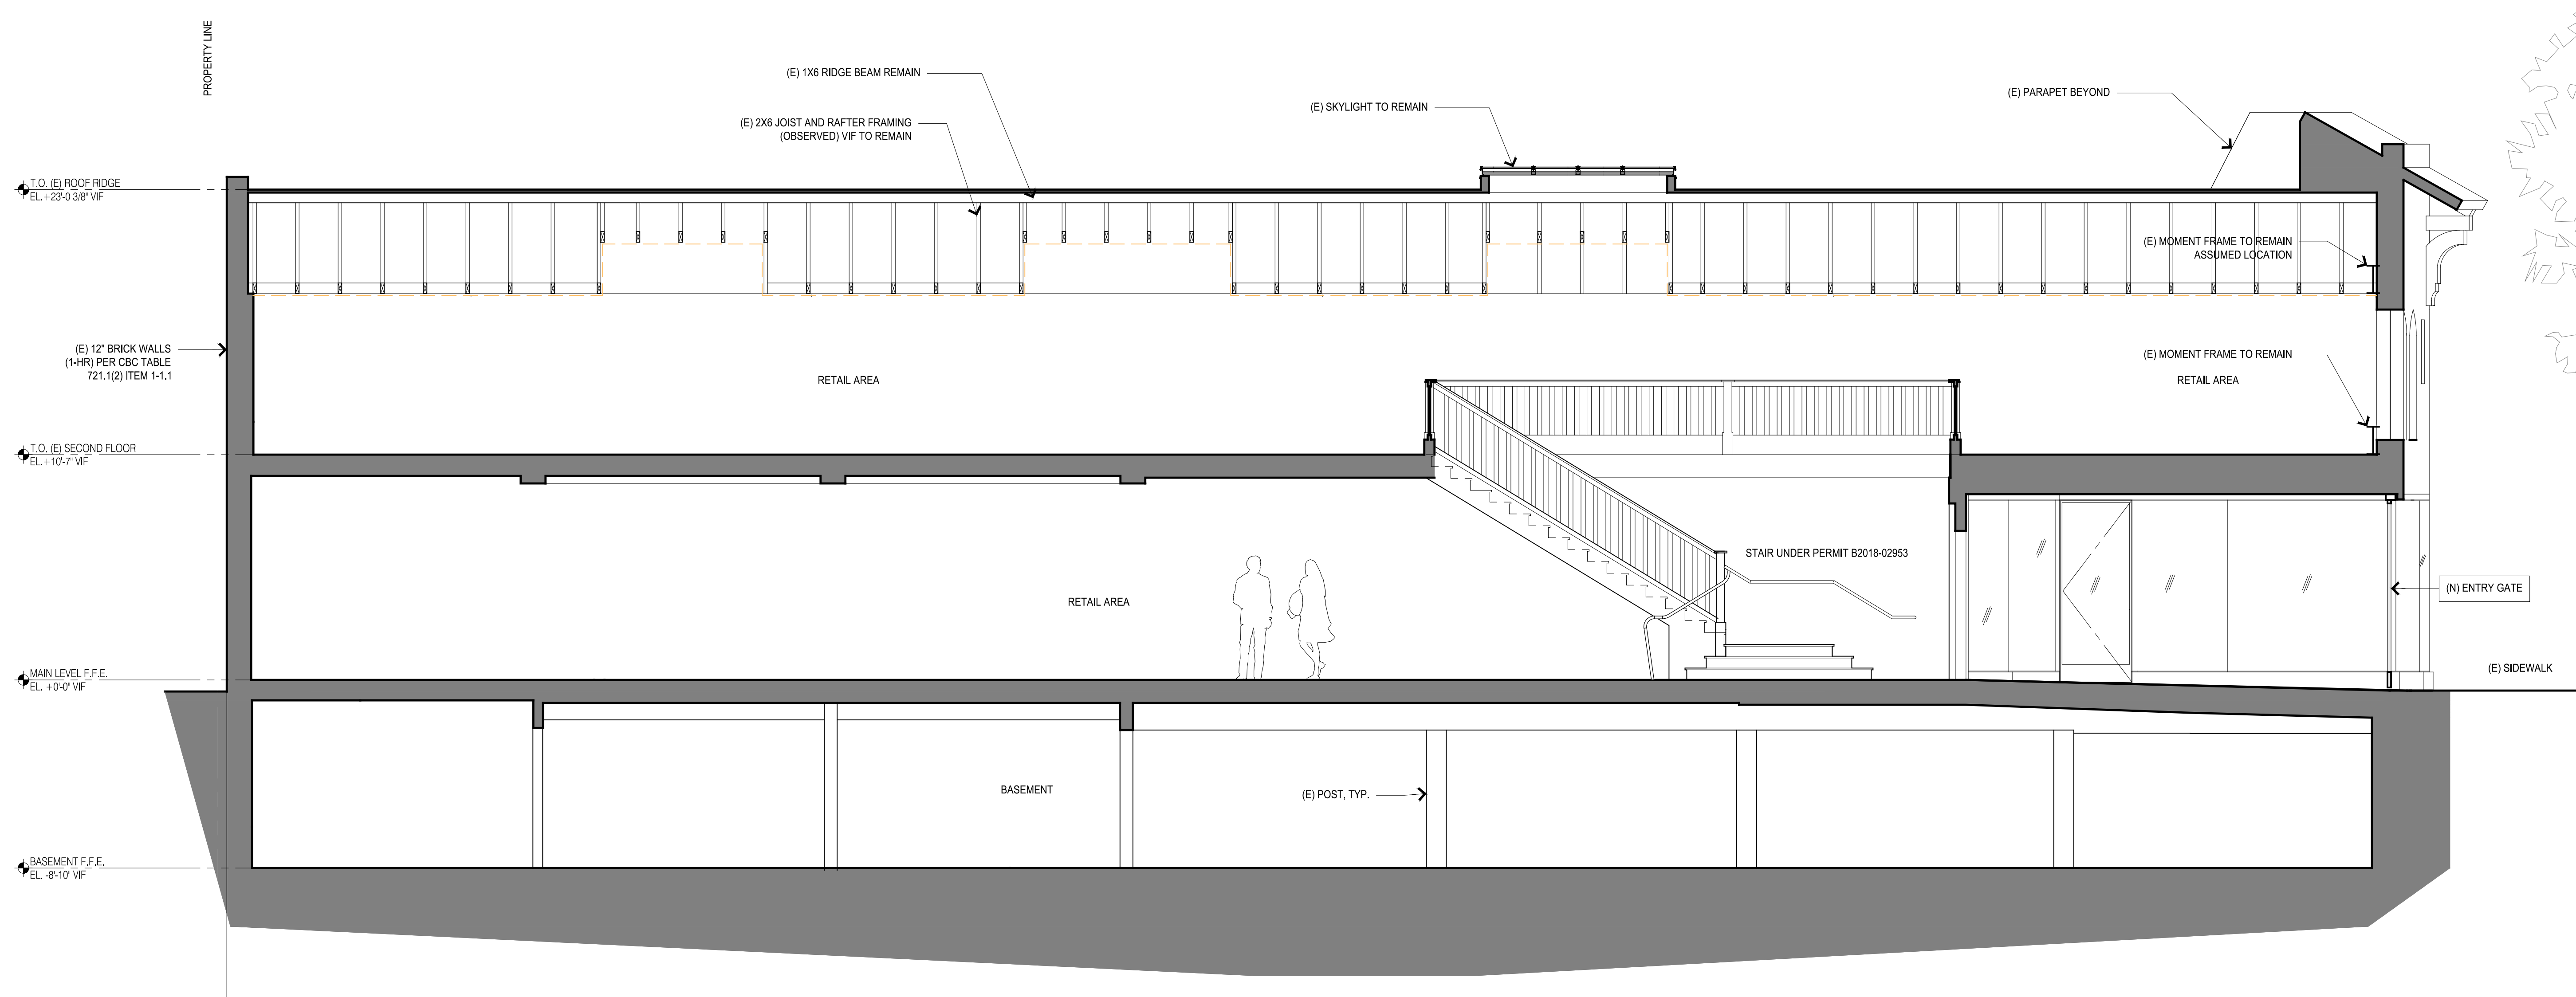 PROPERTY LINE
(E) 1X6 RIDGE BEAM REMAIN
(E) SKYLIGHT TO REMAIN
(E) PARAPET BEYOND
(E) 2X6 JOIST AND RAFTER FRAMING
(OBSERVED) VIF TO REMAIN
T.O. (E) ROOF RIDGE
EL.+23'-0 3/8" VIF
(E) MOMENT FRAME TO REMAIN
ASSUMED LOCATION
(E) 12" BRICK WALLS
(1-HR) PER CBC TABLE
721.1(2) ITEM 1-1.1
(E) MOMENT FRAME TO REMAIN
RETAIL AREA
RETAIL AREA
T.O. (E) SECOND FLOOR
EL.+10'-7" VIF
STAIR UNDER PERMIT B2018-02953
(N) ENTRY GATE
RETAIL AREA
(E) SIDEWALK
MAIN LEVEL F.F.E.
EL. +0'-0" VIF
BASEMENT
(E) POST, TYP.
BASEMENT F.F.E.
EL. -8'-10" VIF